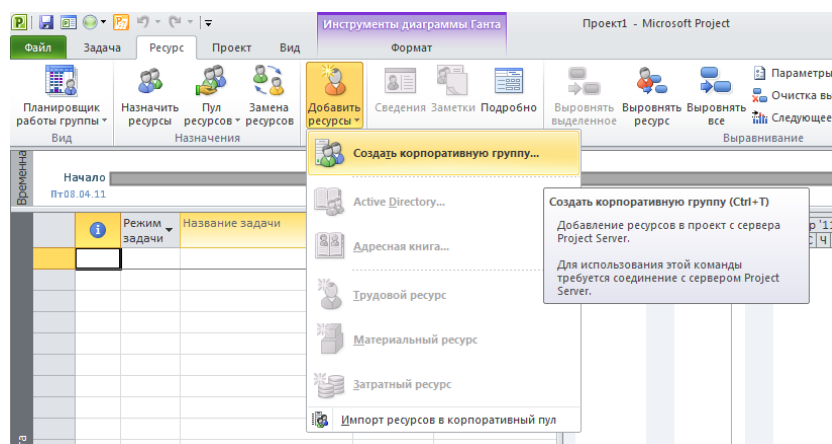 Инструменты диаграммы Ганта
Проект1 - Microsoft Project
Файл Задача Ресурс Проект Вид Формат
Планировщик работы группы
Назначить ресурсы
Пул ресурсов
Замена ресурсов
Добавить ресурсы
Сведения Заметки Подробно
Выровнять выделенное
Выровнять ресурс
Выровнять все
Параметры
Очистка вы
Следующее
Вид
Назначения
Выравнивание
Создать корпоративную группу...
Active Directory...
Адресная книга...
Трудовой ресурс
Материальный ресурс
Затратный ресурс
Импорт ресурсов в корпоративный пул
Создать корпоративную группу (Ctrl+T)
Добавление ресурсов в проект с сервера
Project Server.
Для использования этой команды
требуется соединение с сервером Project
Server.
Временна
Начало
Пт08.04.11
Режим задачи
Название задачи
р '11
С Ч